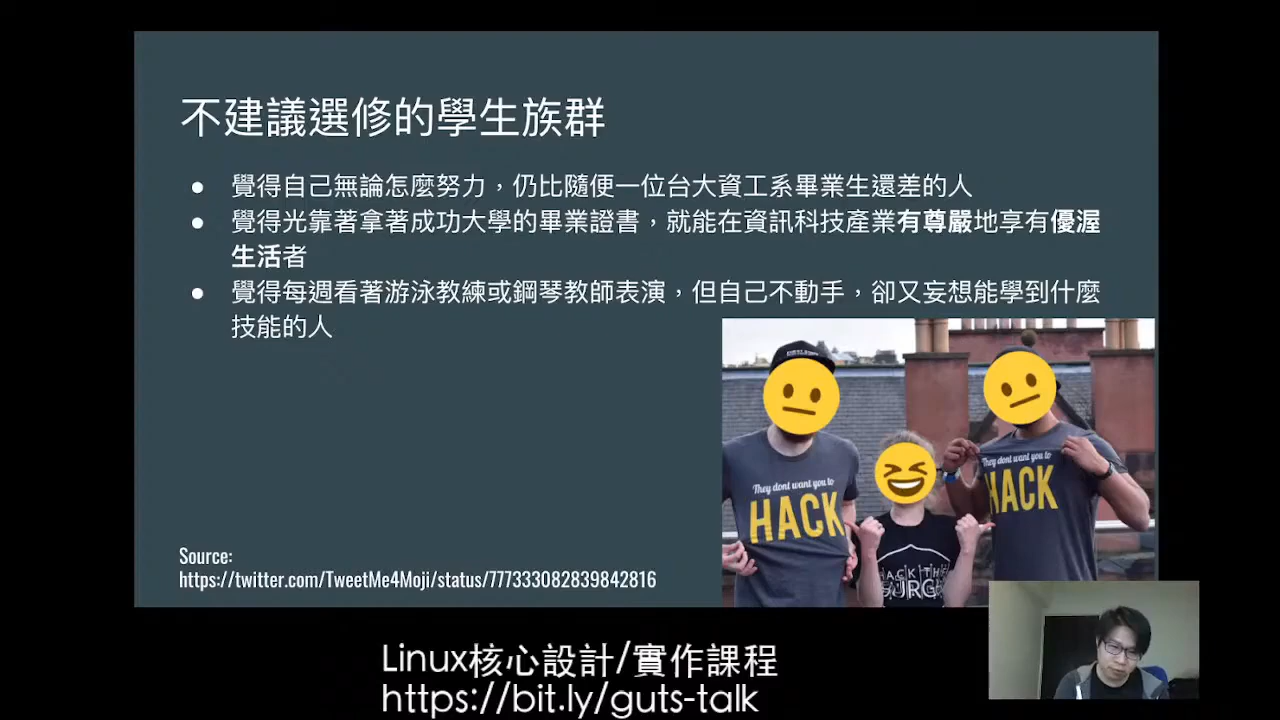 不建議選修的學生族群
● 覺得自己無論怎麼努力，仍比隨便一位台大資工系畢業生還差的人
● 覺得光靠著拿著成功大學的畢業證書，就能在資訊科技產業有尊嚴地享有優渥
生活者
● 覺得每週看著游泳教練或鋼琴教師表演，但自己不動手，卻又妄想能學到什麼
技能的人
They dont want you to
HACK
They dont want you to
HACK
HACK THE
Source:
https://twitter.com/TweetMe4Moji/status/777333082839842816
Linux核心設計/實作課程
https://bit.ly/guts-talk